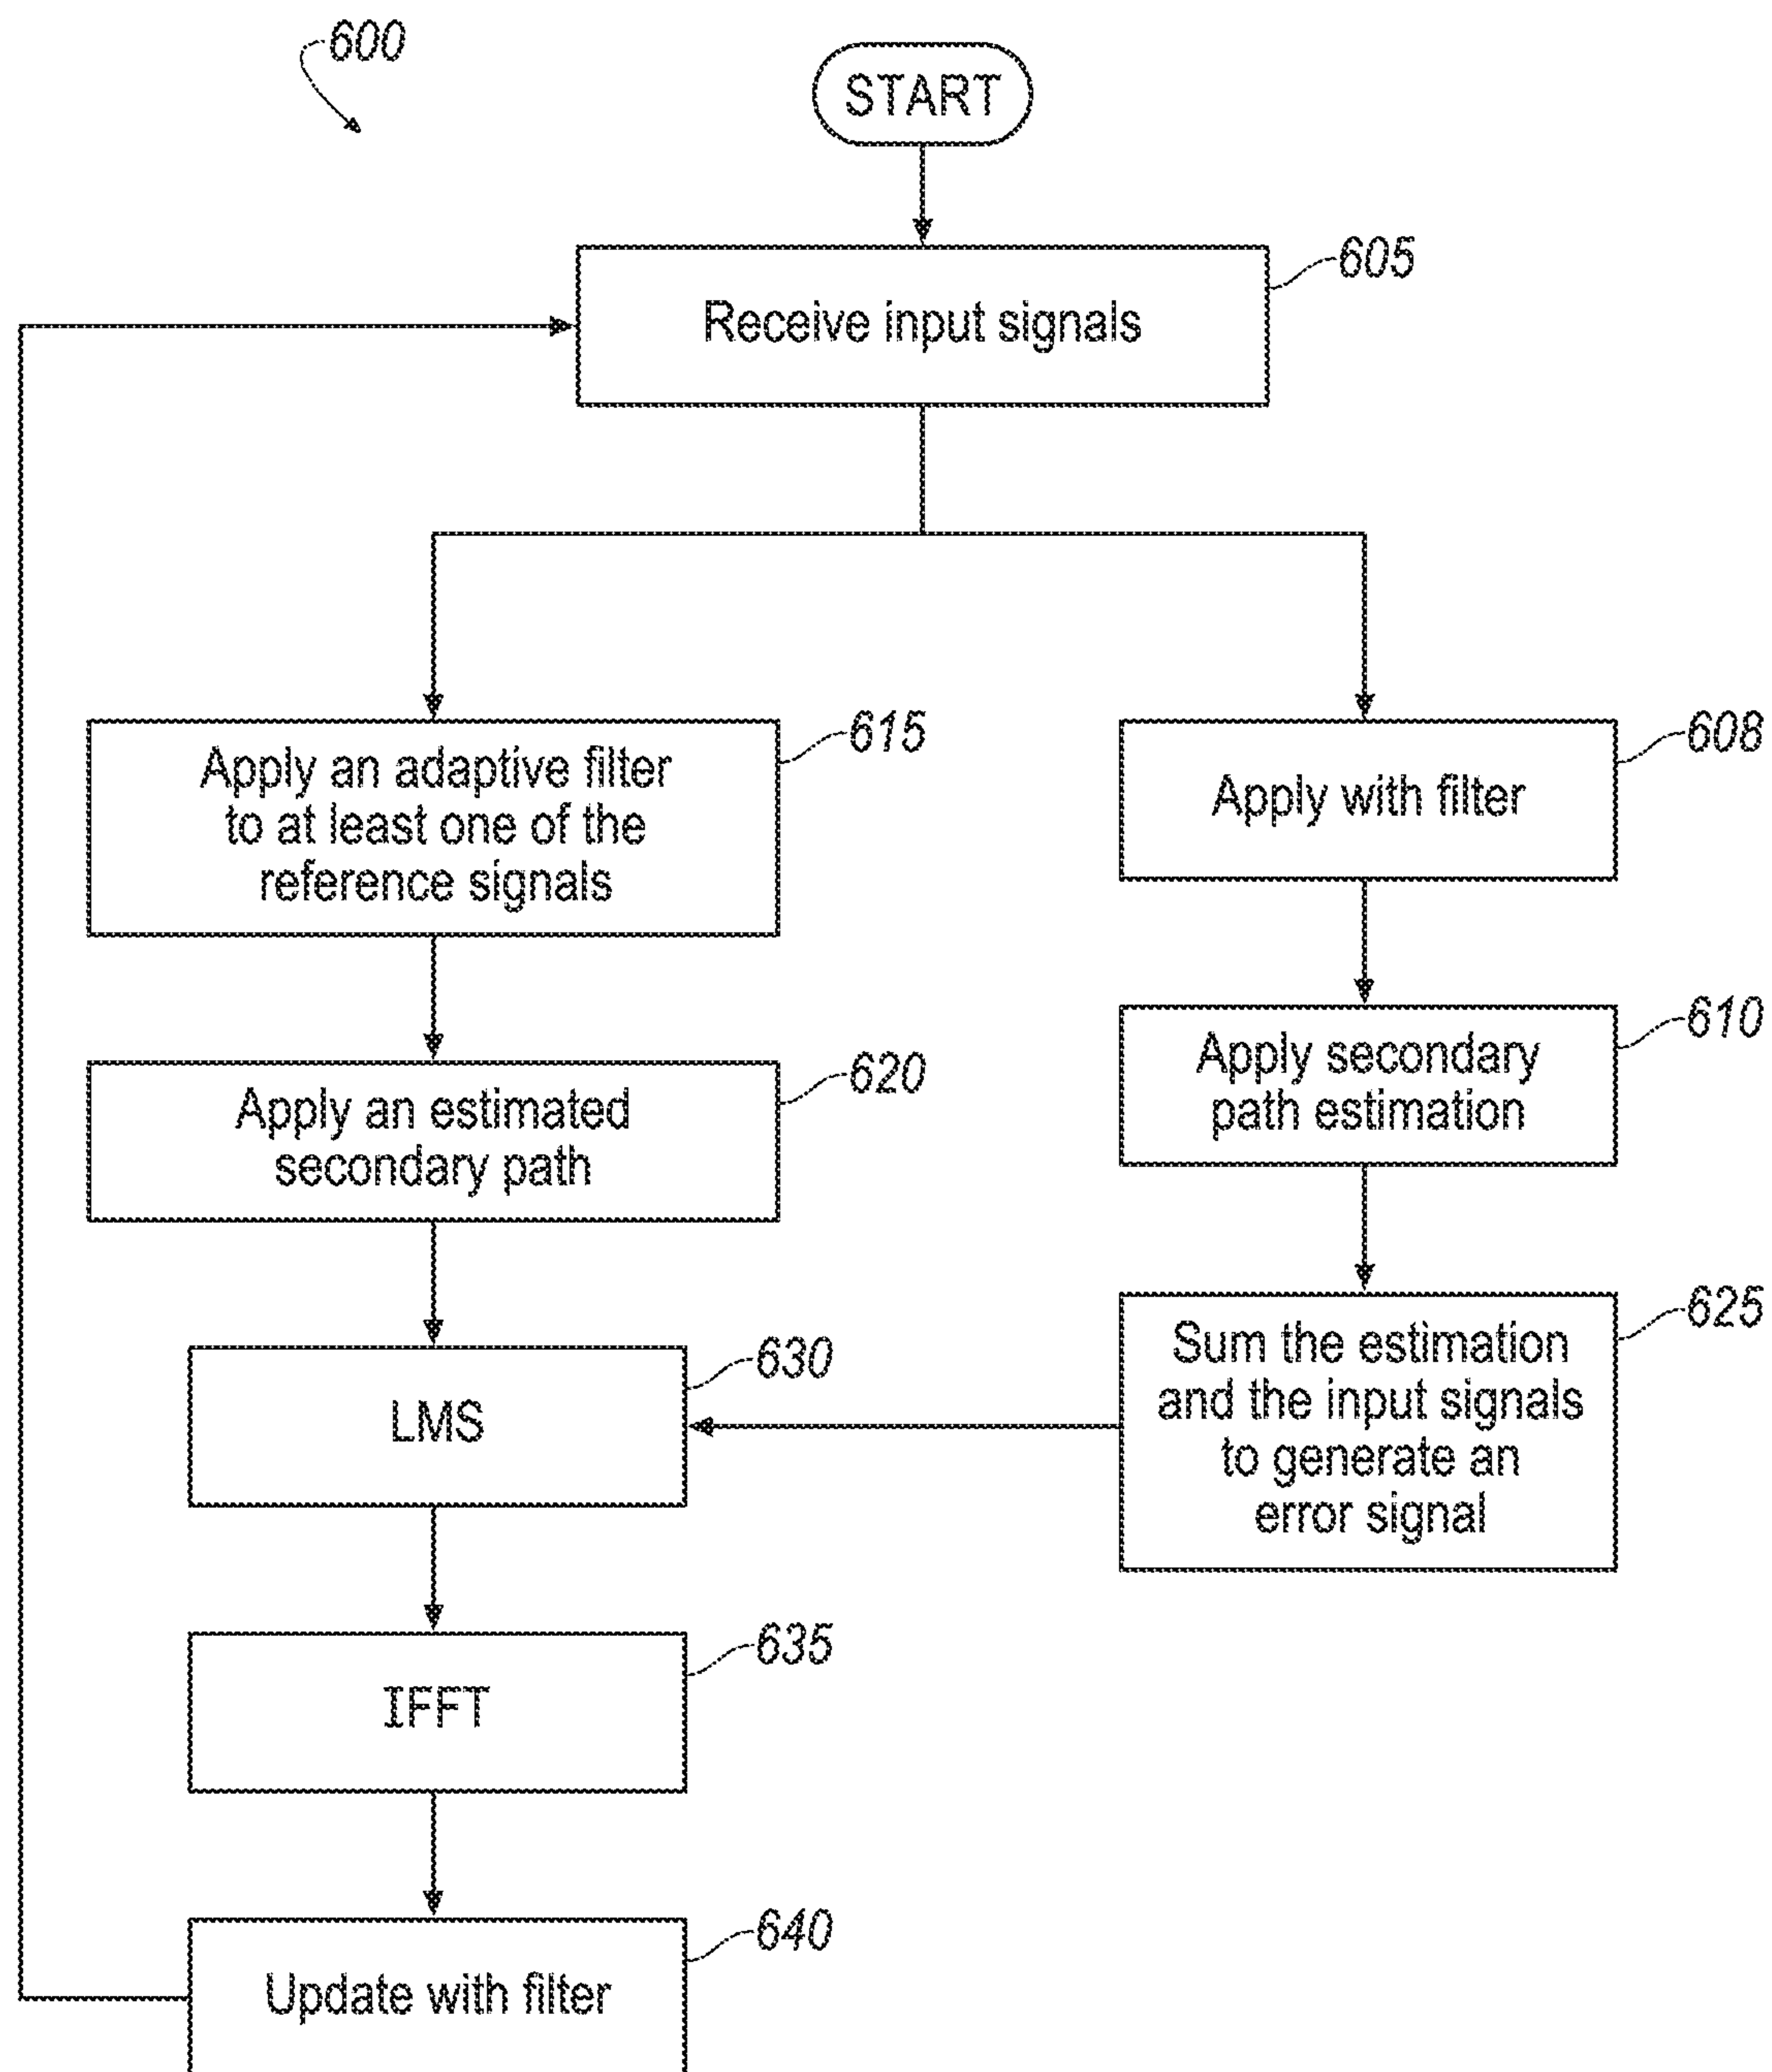 600
START
605
Receive input signals
615
Apply an adaptive filter
to at least one of the
reference signals
608
Apply with filter
620
Apply an estimated
secondary path
610
Apply secondary
path estimation
630
LMS
625
Sum the estimation
and the input signals
to generate an
error signal
635
IFFT
640
Update with filter